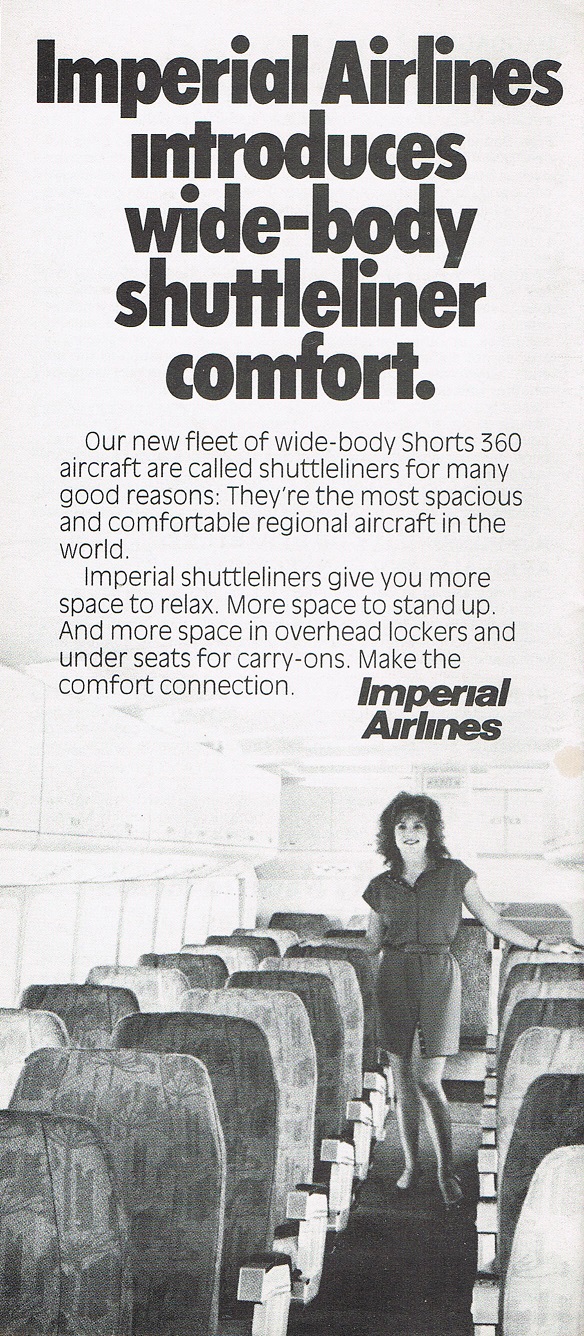 Imperial Airlines
introduces
wide-body
shuttleliner
comfort.
Our new fleet of wide-body Shorts 360
aircraft are called shuttleliners for many
good reasons: They're the most spacious
and comfortable regional aircraft in the
world.
Imperial shuttleliners give you more
space to relax. More space to stand up.
And more space in overhead lockers and
under seats for carry-ons. Make the
comfort connection.
Imperial
Airlines